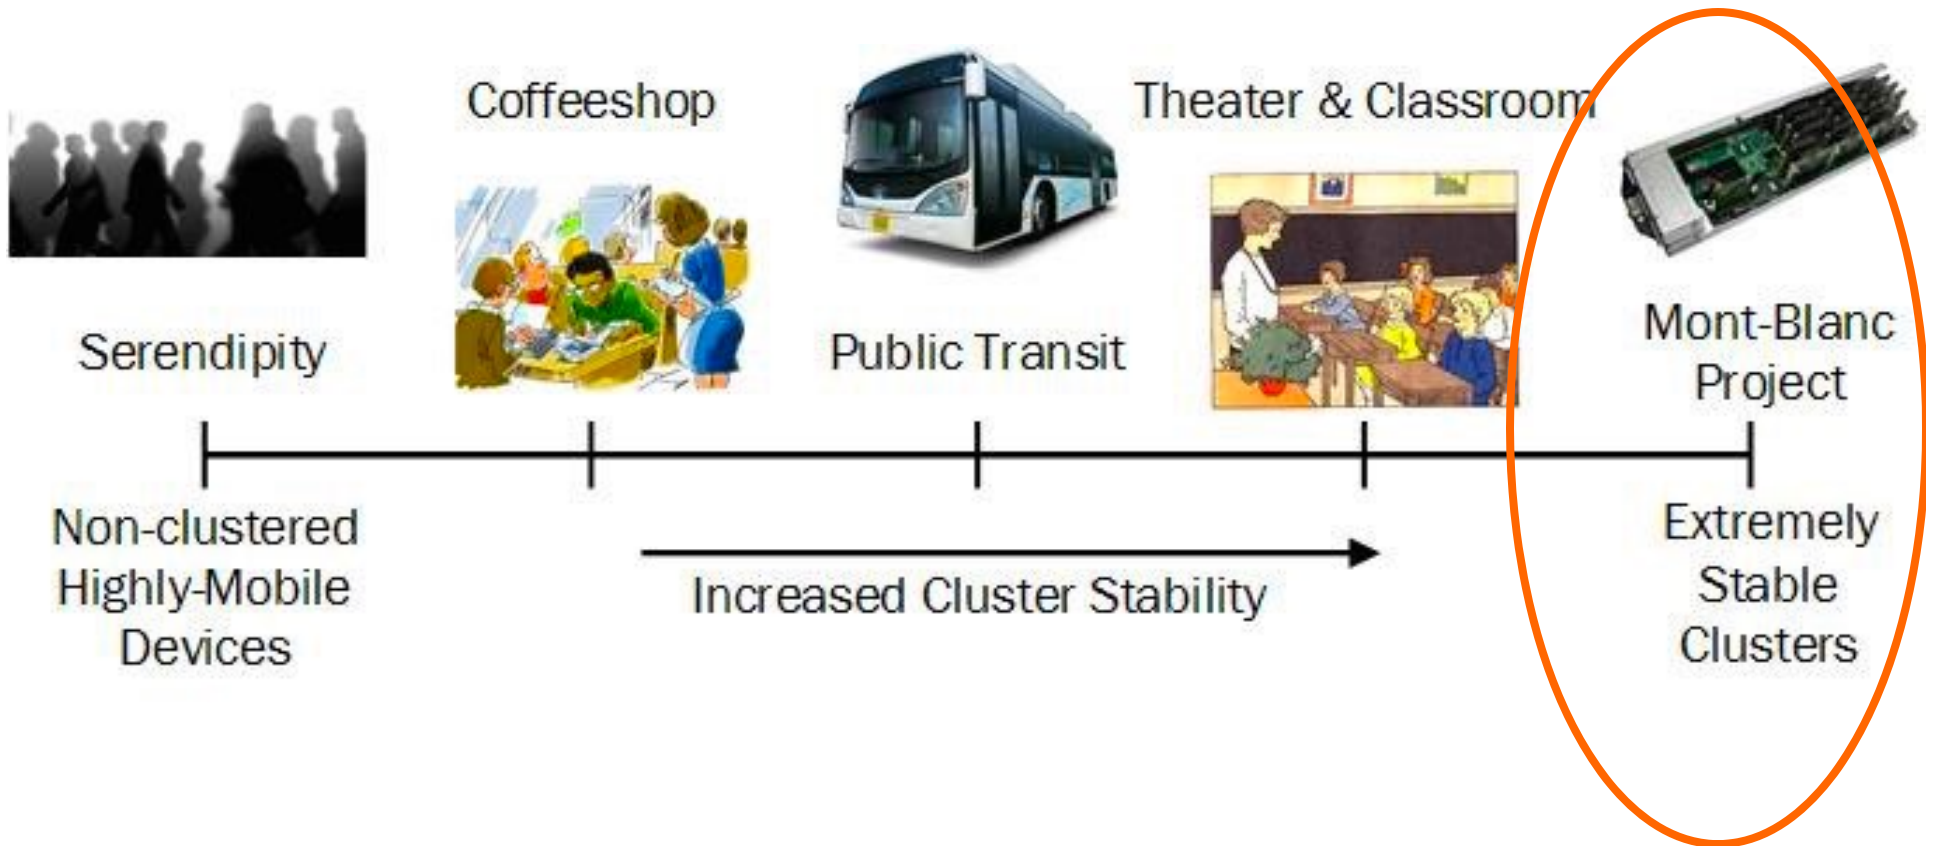 Coffeeshop
Theater & Classroom
Serendipity
Public Transit
Mont-Blanc
Project
Non-clustered
Highly-Mobile
Devices
Increased Cluster Stability
Extremely
Stable
Clusters